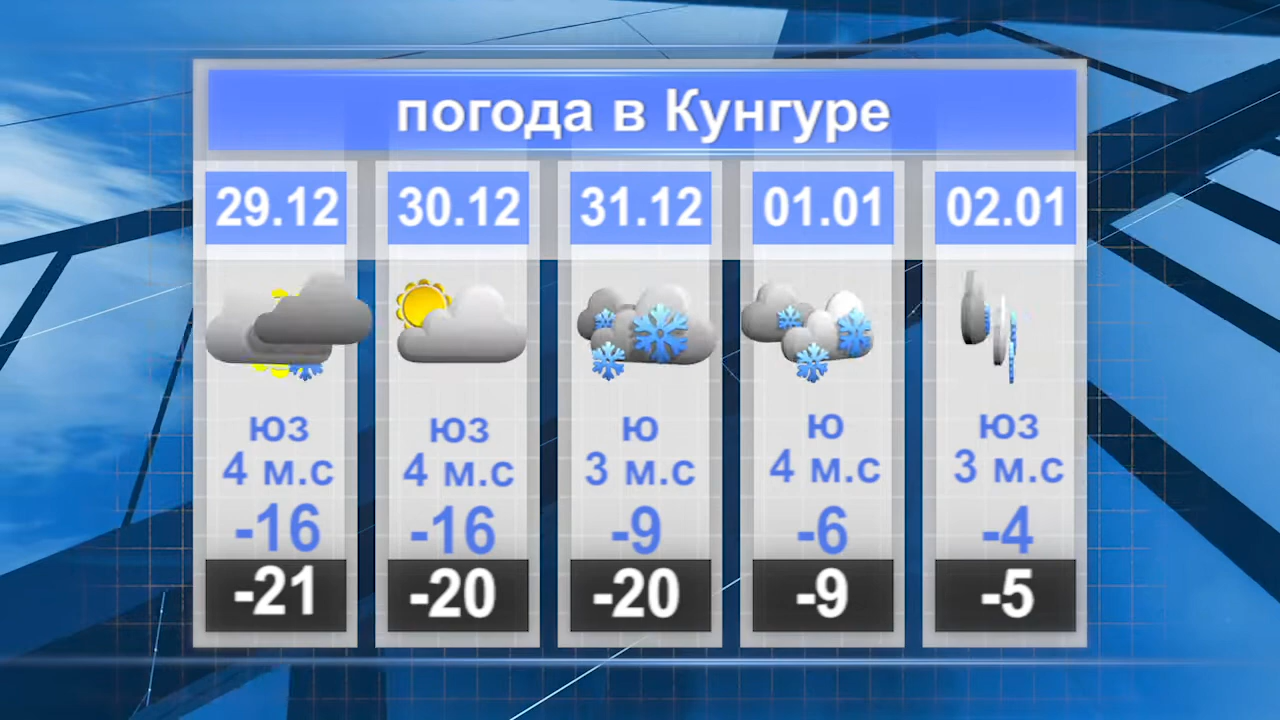 погода в Кунгуре
29.12 30.12 31.12 01.01 02.01
юз юз ю ю юз
4 м.с 4 м.с 3 м.с 4 м.с 3 м.с
-16 -16 -9 -6 -4
-21 -20 -20 -9 -5